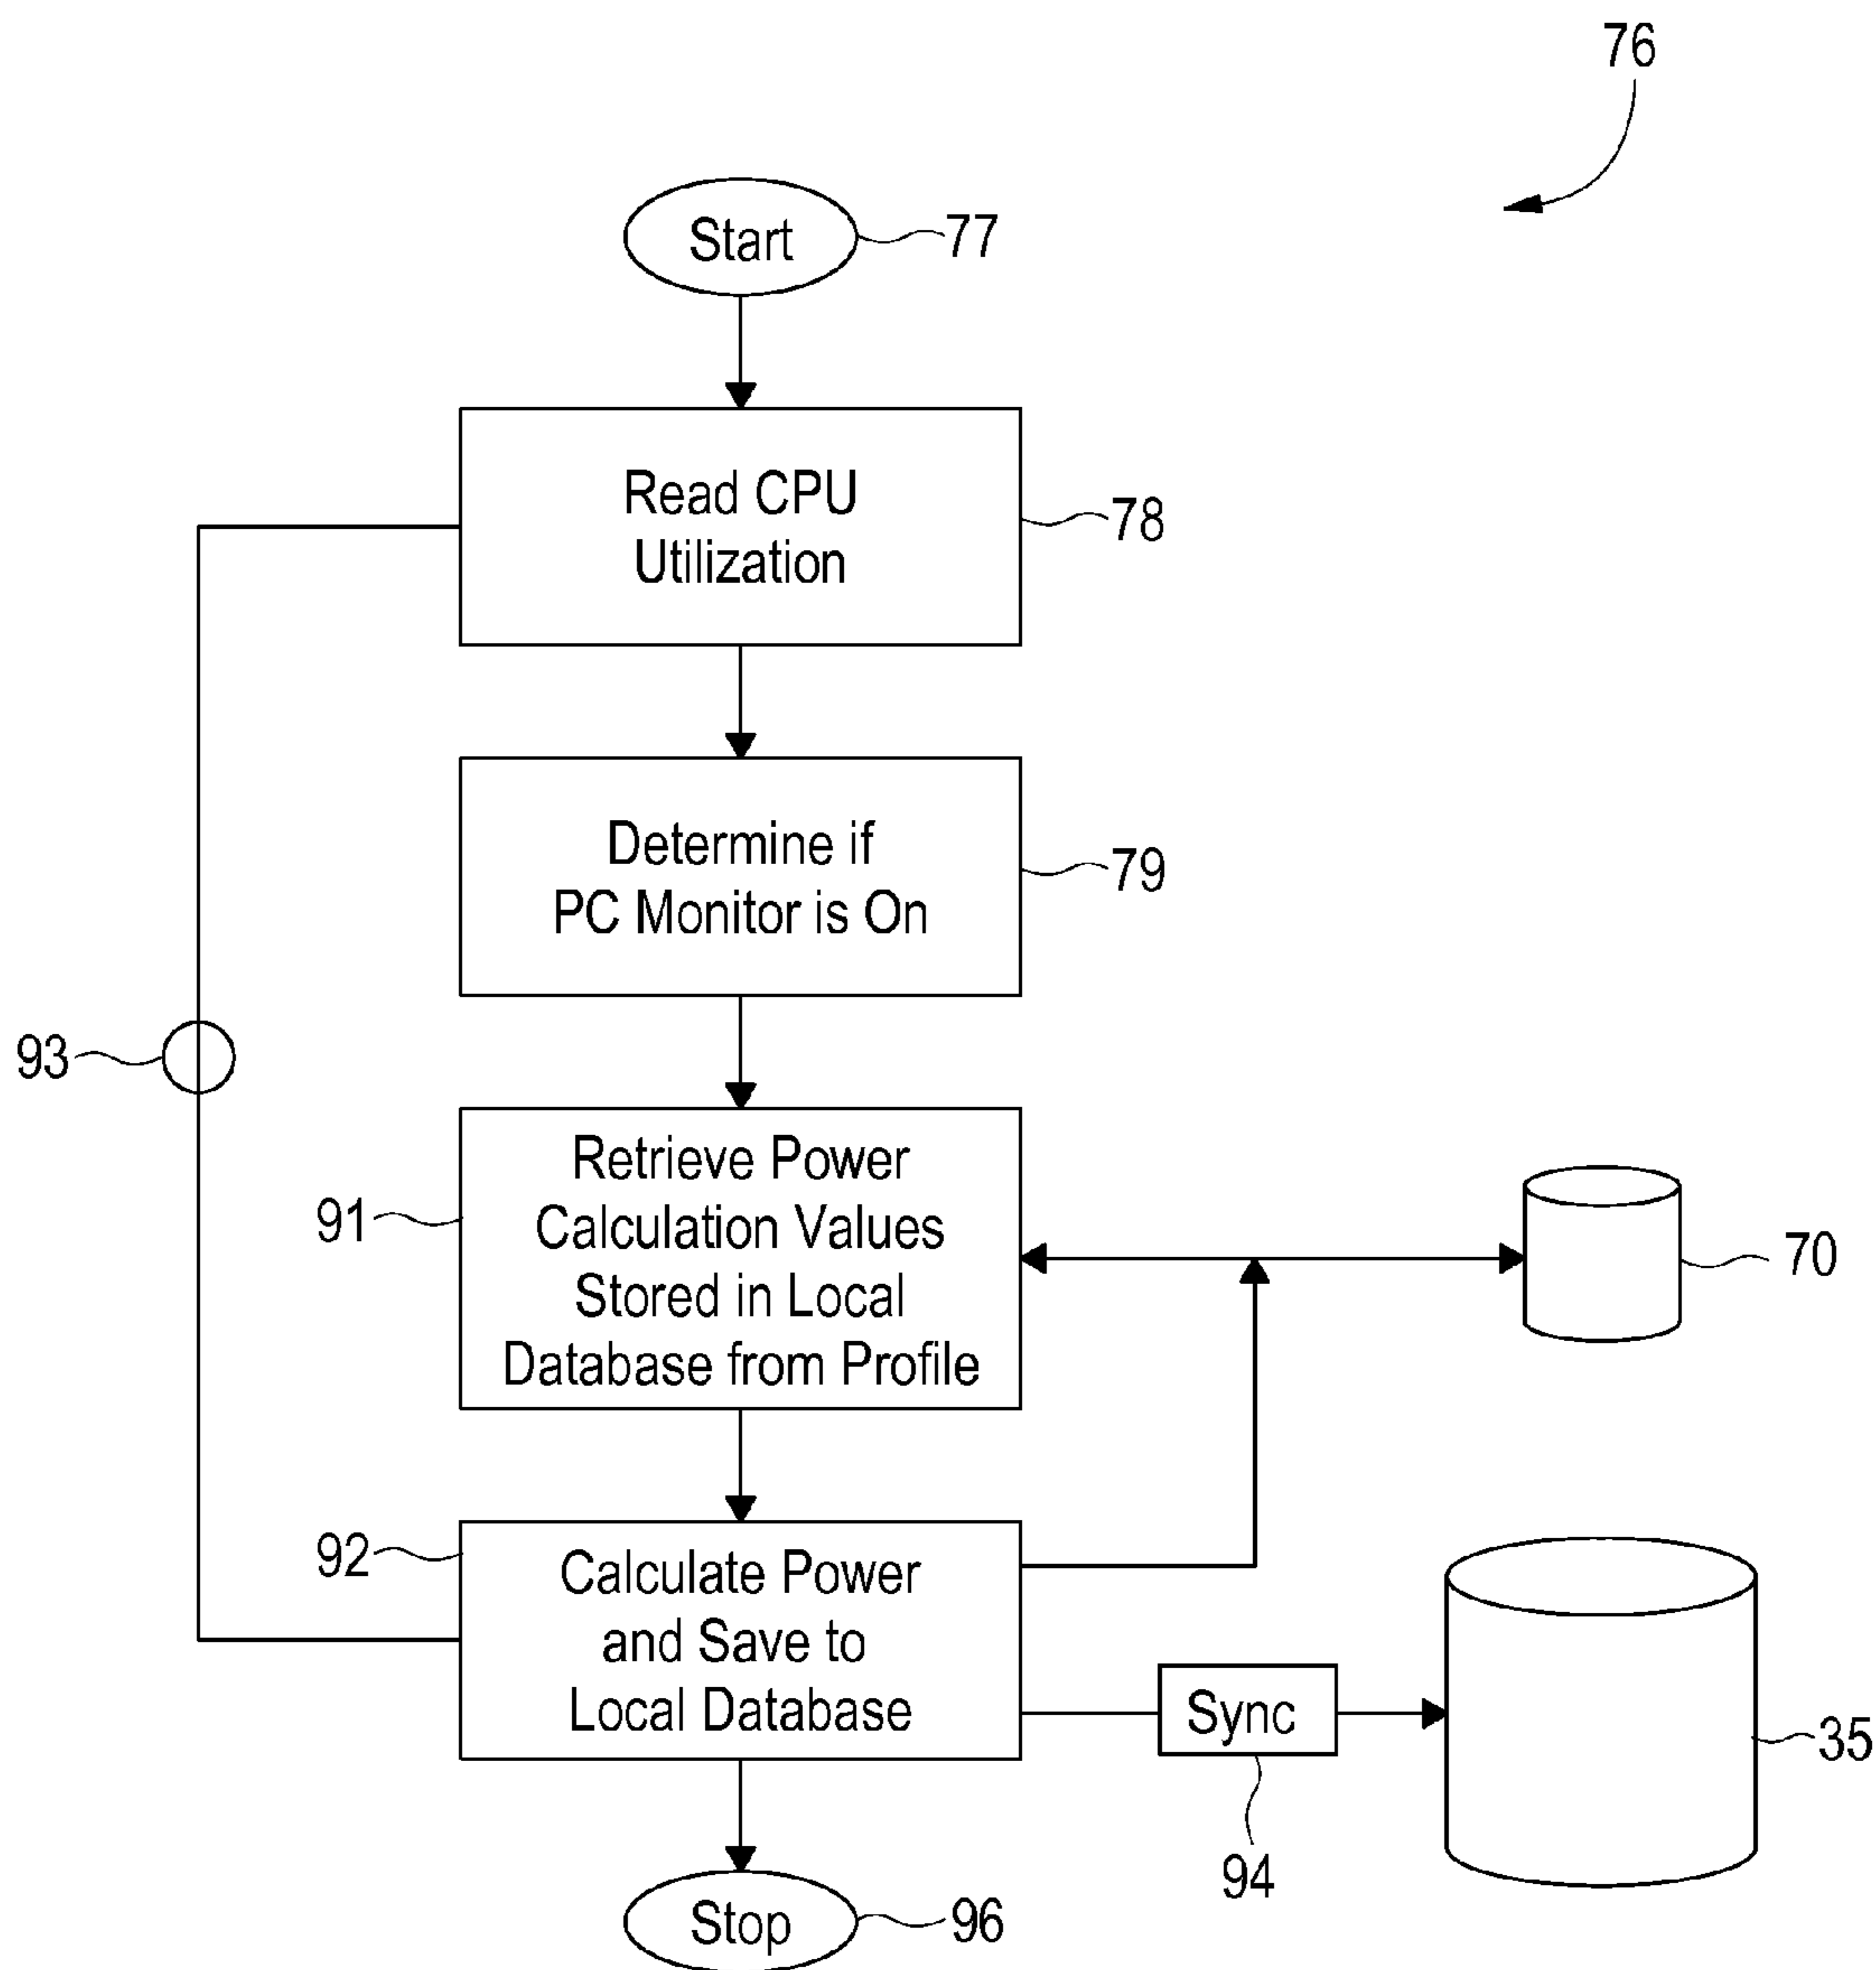 76
Start
77
Read CPU
Utilization
78
Determine if
PC Monitor is On
79
93
Retrieve Power
Calculation Values
Stored in Local
Database from Profile
91
70
92
Calculate Power
and Save to
Local Database
Sync
35
94
Stop
96